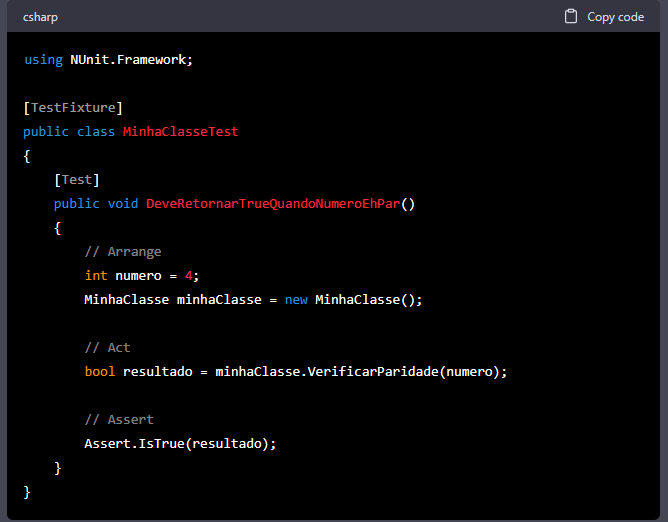 csharp
Copy code
using NUnit.Framework;
[TestFixture]
public class MinhaClasseTest
{
[Test]
public void DeveRetornarTrueQuandoNumeroEhPar()
{
// Arrange
int numero = 4;
MinhaClasse minhaClasse = new MinhaClasse();
// Act
bool resultado = minhaClasse.VerificarParidade(numero);
// Assert
Assert.IsTrue(resultado);
}
}